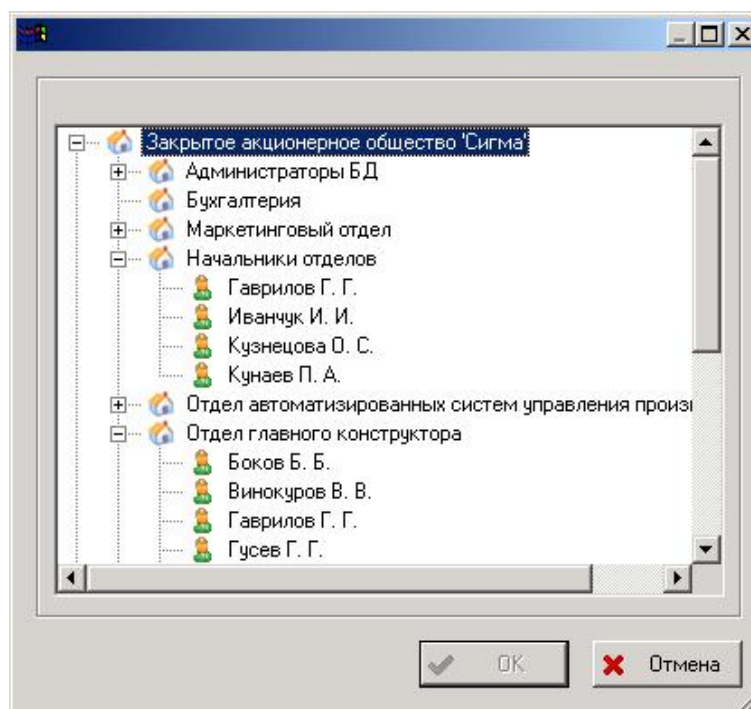 Закрытое акционерное общество 'Сигма'
Администраторы БД
Бухгалтерия
Маркетинговый отдел
Начальники отделов
Гаврилов Г. Г.
Иванчук И. И.
Кузнецова О. С.
Кунаев П. А.
Отдел автоматизированных систем управления произв
Отдел главного конструктора
Боков Б. Б.
Винокуров В. В.
Гаврилов Г. Г.
Гусев Г. Г.
OK Отмена